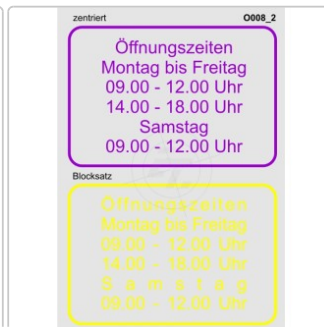 zentriert O008_2
Öffnungszeiten
Montag bis Freitag
09.00 - 12.00 Uhr
14.00 - 18.00 Uhr
Samstag
09.00 - 12.00 Uhr
Blocksatz
Öffnungszeiten
Montag bis Freitag
09.00 - 12.00 Uhr
14.00 - 18.00 Uhr
Samstag
09.00 - 12.00 Uhr